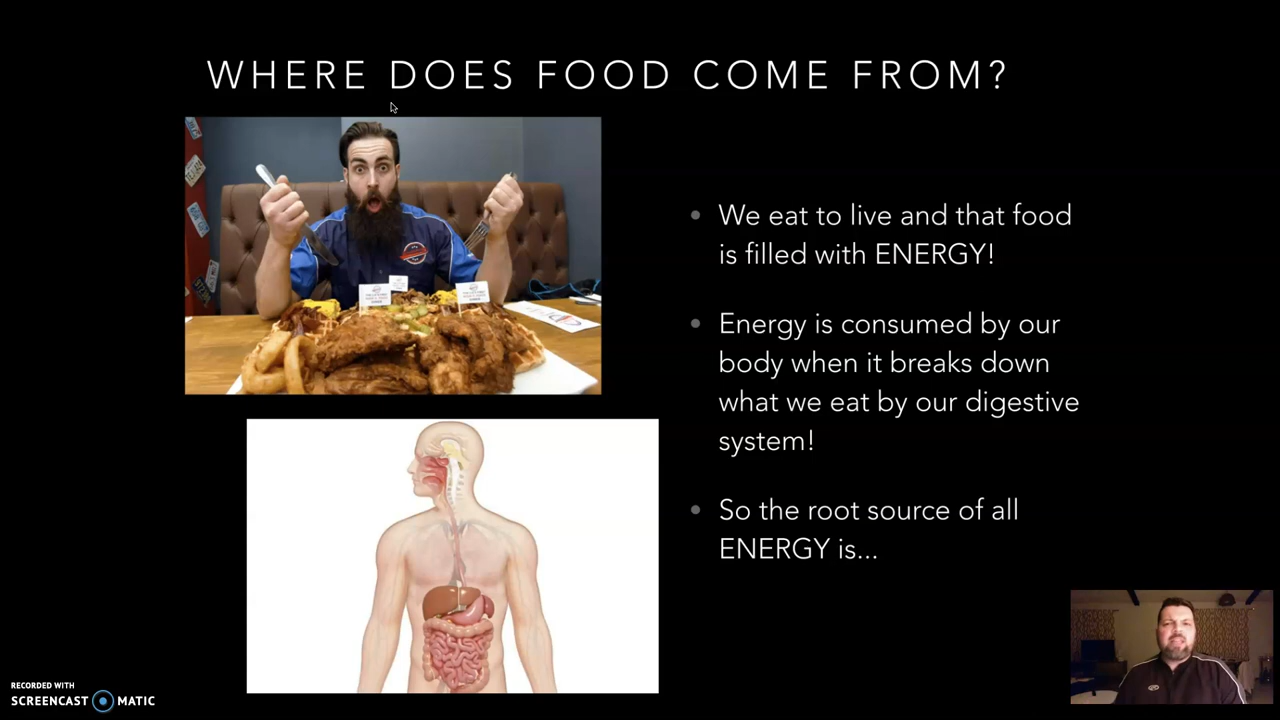 WHERE DOES FOOD COME FROM?
We eat to live and that food
is filled with ENERGY!
Energy is consumed by our
body when it breaks down
what we eat by our digestive
system!
So the root source of all
ENERGY is...
RECORDED WITH
SCREENCAST MATIC